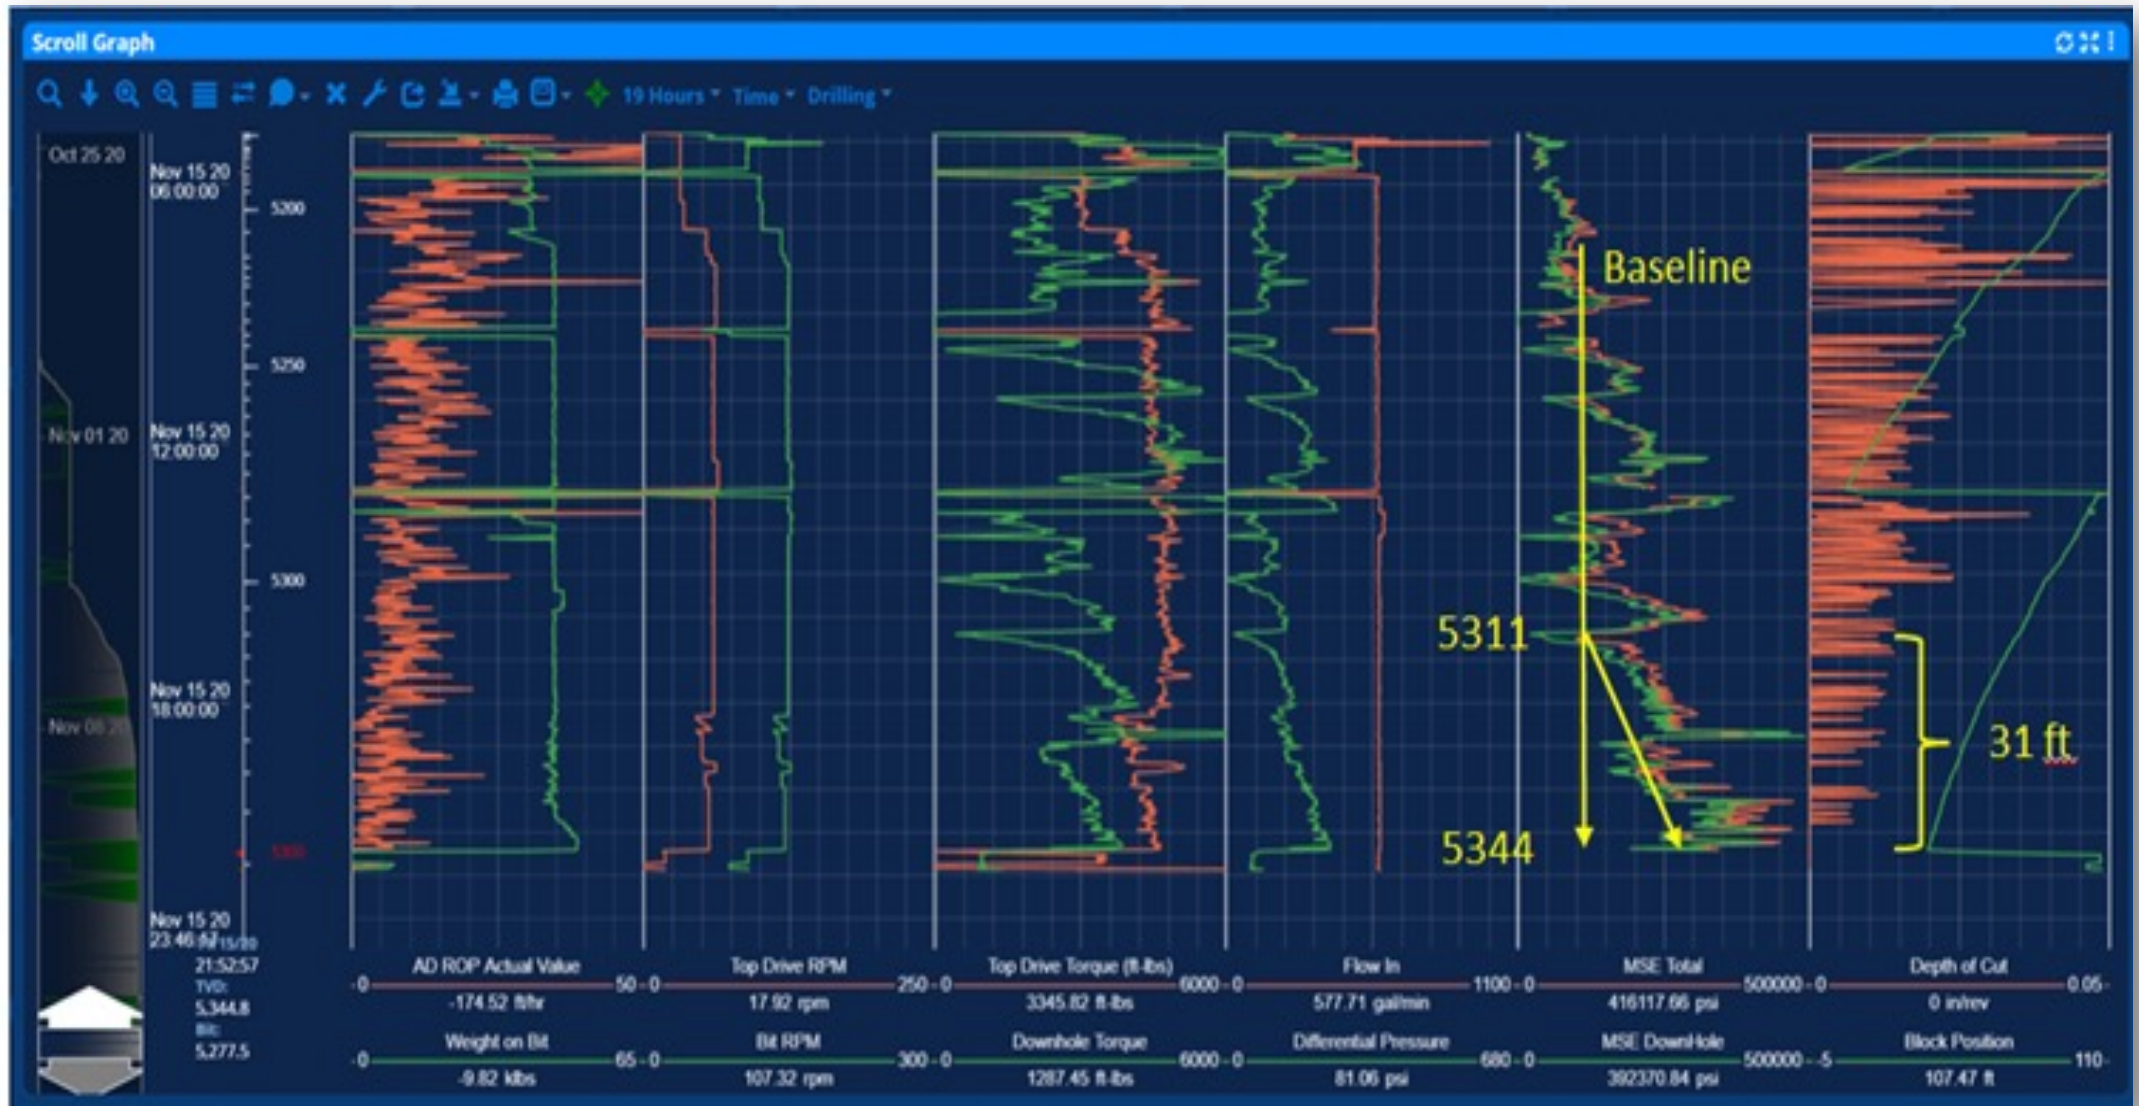 Scroll Graph
19 Hours Time Drilling
Oct 25 20
Nov 01 20
Nov 08 20
Nov 15 20
06:00:00
Nov 15 20
12:00:00
Nov 15 20
18:00:00
Nov 15 20
23:46:47
21:52:57
TVD:
5,344.8
Bit:
5,277.5
5200
5250
5300
Baseline
5311
5344
31 ft
AD ROP Actual Value
0 50
-174.52 ft/hr
Weight on Bit
0 65
-9.82 klbs
Top Drive RPM
0 250
17.92 rpm
Bit RPM
0 300
107.32 rpm
Top Drive Torque (ft-lbs)
0 6000
3345.82 ft-lbs
Downhole Torque
0 6000
1287.45 ft-lbs
Flow In
0 1100
577.71 gal/min
Differential Pressure
0 680
81.06 psi
MSE Total
0 500000
416117.66 psi
MSE DownHole
0 500000
392370.84 psi
Depth of Cut
0 0.05
0 in/rev
Block Position
-5 110
107.47 ft